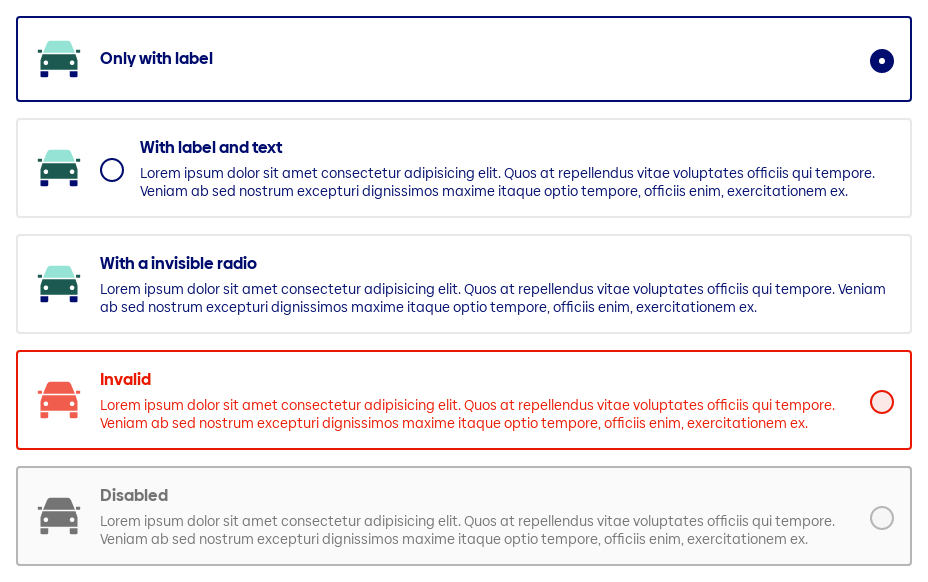 Only with label
With label and text
Lorem ipsum dolor sit amet consectetur adipisicing elit. Quos at repellendus vitae voluptates officiis qui tempore.
Veniam ab sed nostrum excepturi dignissimos maxime itaque optio tempore, officiis enim, exercitationem ex.
With a invisible radio
Lorem ipsum dolor sit amet consectetur adipisicing elit. Quos at repellendus vitae voluptates officiis qui tempore. Veniam
ab sed nostrum excepturi dignissimos maxime itaque optio tempore, officiis enim, exercitationem ex.
Invalid
Lorem ipsum dolor sit amet consectetur adipisicing elit. Quos at repellendus vitae voluptates officiis qui tempore.
Veniam ab sed nostrum excepturi dignissimos maxime itaque optio tempore, officiis enim, exercitationem ex.
Disabled
Lorem ipsum dolor sit amet consectetur adipisicing elit. Quos at repellendus vitae voluptates officiis qui tempore.
Veniam ab sed nostrum excepturi dignissimos maxime itaque optio tempore, officiis enim, exercitationem ex.